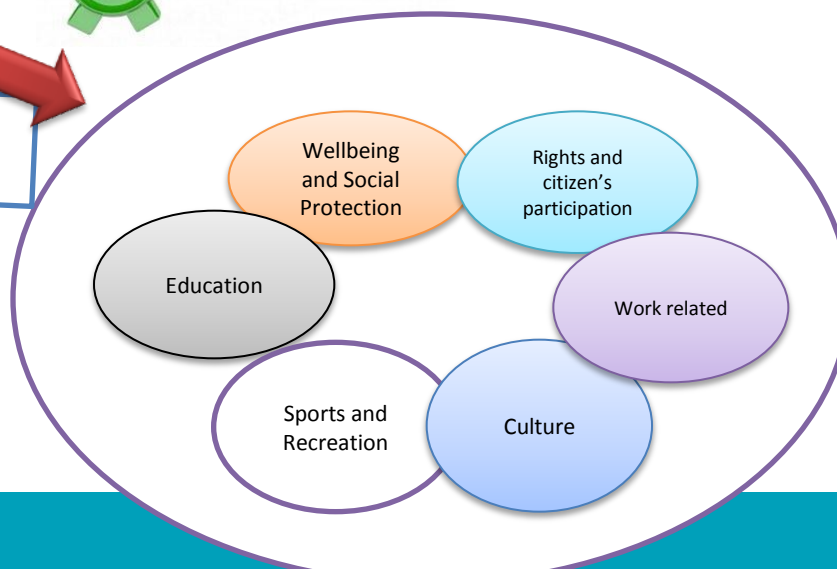 Wellbeing
and Social
Protection
Rights and
citizen’s
participation
Education
Work related
Sports and
Recreation
Culture